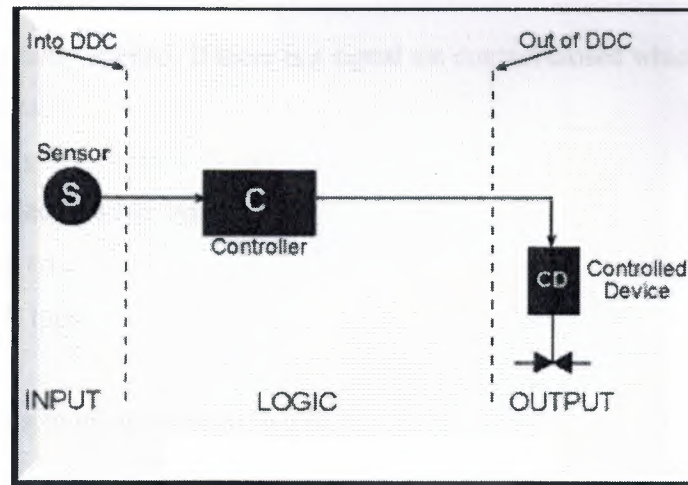 Into DDC
Out of DDC
Sensor
S
C
Controller
CD
Controlled
Device
INPUT
LOGIC
OUTPUT